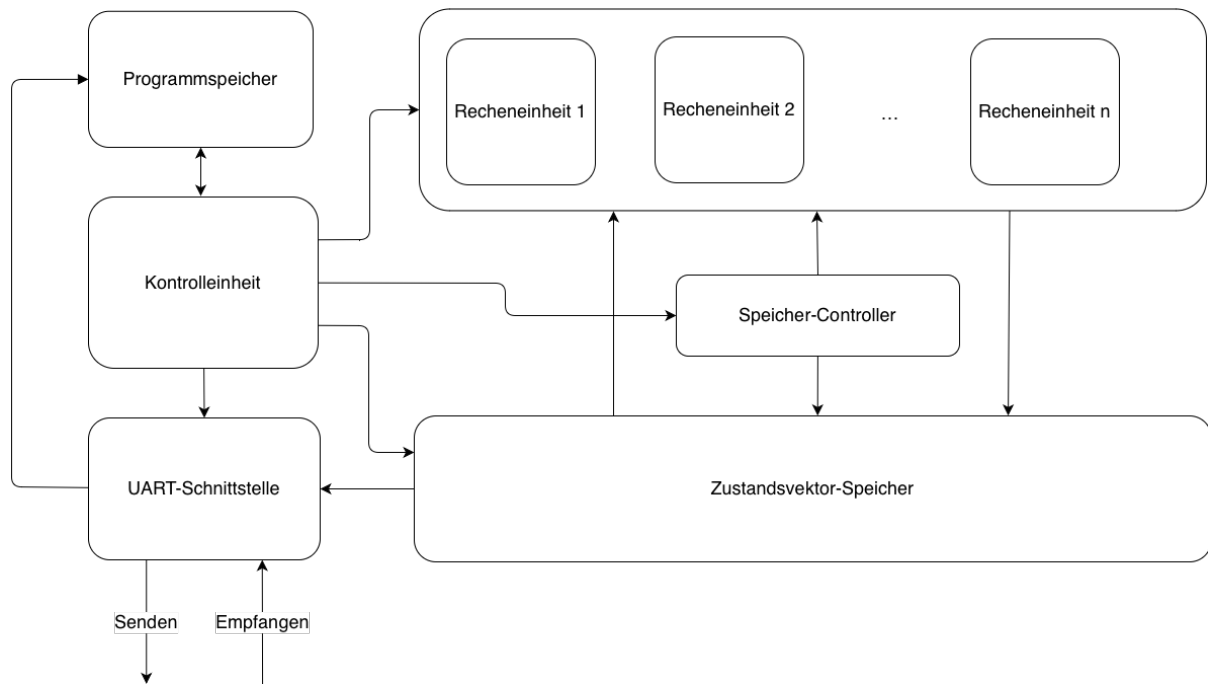 Programmspeicher
Recheneinheit 1
Recheneinheit 2
...
Recheneinheit n
Kontrolleinheit
Speicher-Controller
UART-Schnittstelle
Zustandsvektor-Speicher
Senden
Empfangen